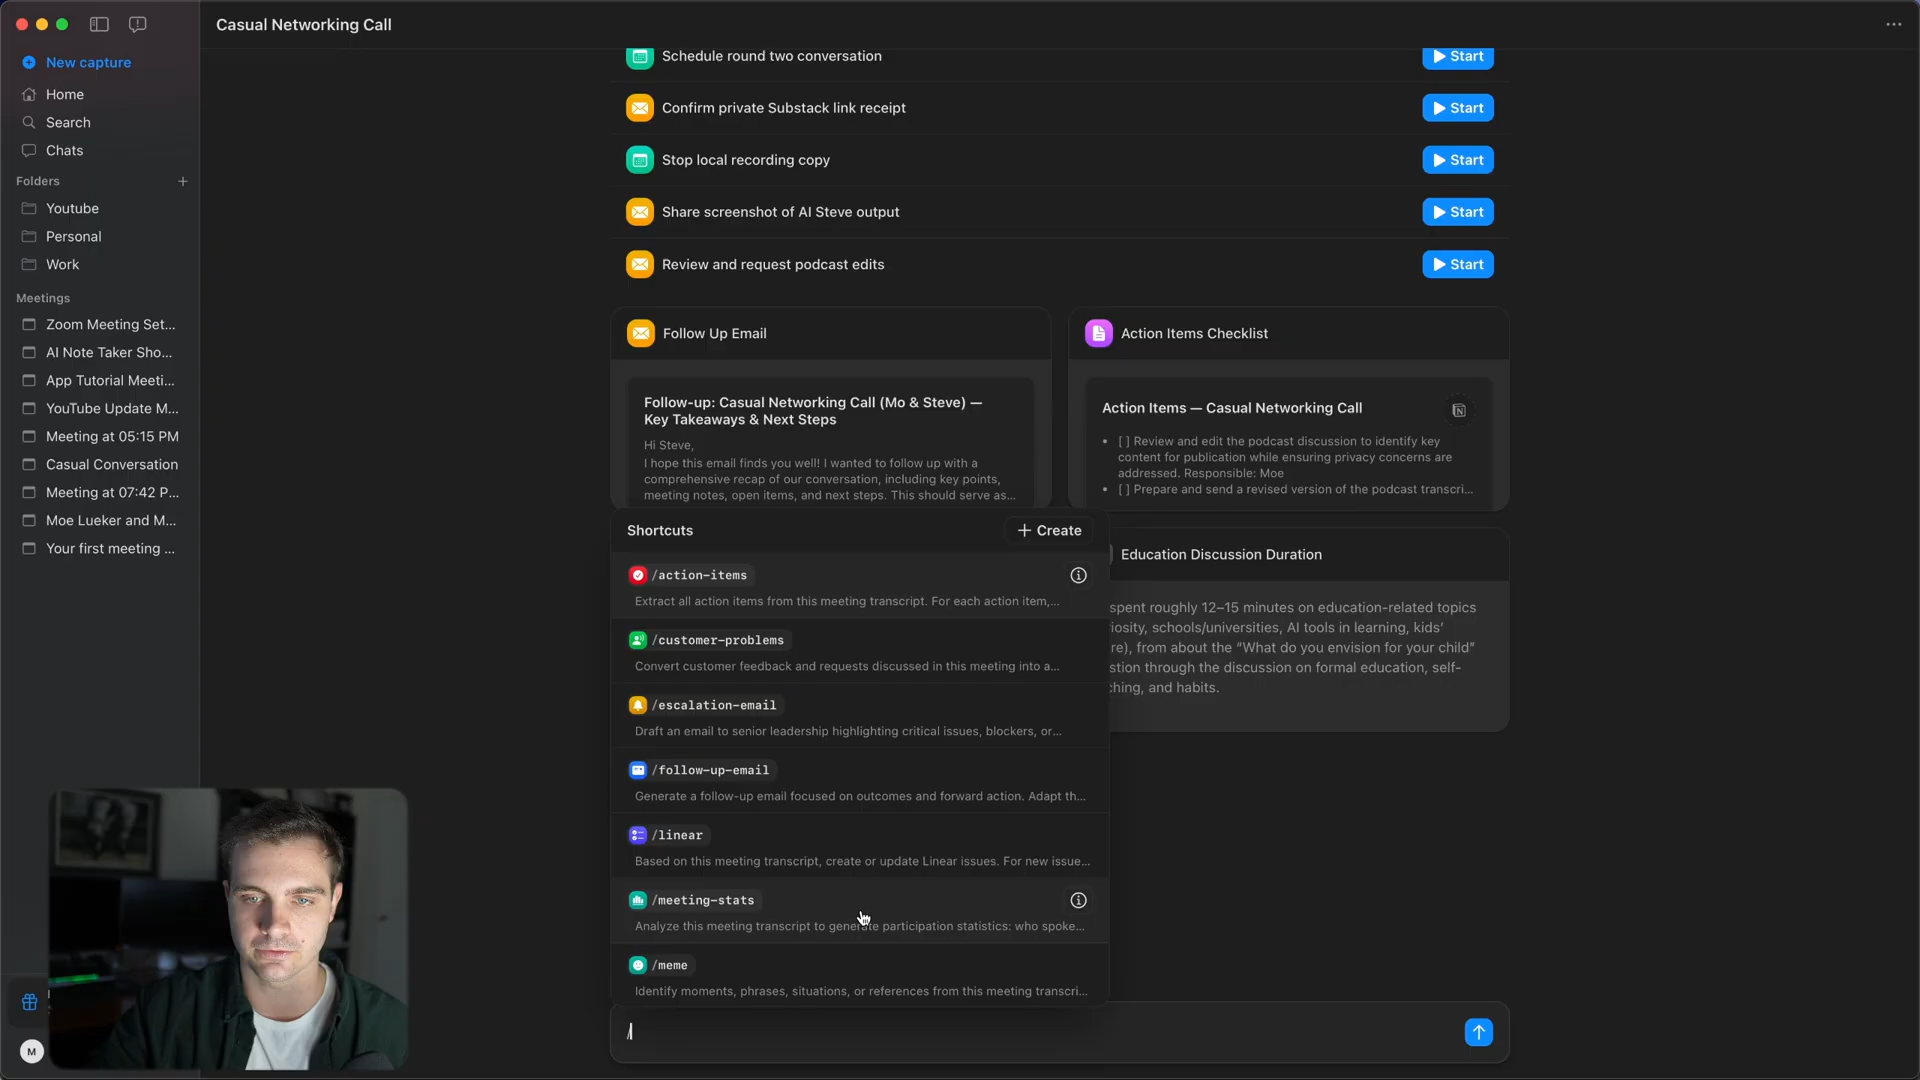 Casual Networking Call
New capture
Home
Search
Chats
Folders
Youtube
Personal
Work
Meetings
Zoom Meeting Set...
AI Note Taker Sho...
App Tutorial Meeti...
YouTube Update M...
Meeting at 05:15 PM
Casual Conversation
Meeting at 07:42 P...
Moe Lueker and M...
Your first meeting ...
M
Schedule round two conversation
Start
Confirm private Substack link receipt
Start
Stop local recording copy
Start
Share screenshot of AI Steve output
Start
Review and request podcast edits
Start
Follow Up Email
Follow-up: Casual Networking Call (Mo & Steve) —
Key Takeaways & Next Steps
Hi Steve,
I hope this email finds you well! I wanted to follow up with a
comprehensive recap of our conversation, including key points,
meeting notes, open items, and next steps. This should serve as...
Action Items Checklist
Action Items — Casual Networking Call
• [ ] Review and edit the podcast discussion to identify key
content for publication while ensuring privacy concerns are
addressed. Responsible: Moe
• [ ] Prepare and send a revised version of the podcast transcri...
Shortcuts
+ Create
/action-items
Extract all action items from this meeting transcript. For each action item,...
/customer-problems
Convert customer feedback and requests discussed in this meeting into a...
/escalation-email
Draft an email to senior leadership highlighting critical issues, blockers, or...
/follow-up-email
Generate a follow-up email focused on outcomes and forward action. Adapt th...
/linear
Based on this meeting transcript, create or update Linear issues. For new issue...
/meeting-stats
Analyze this meeting transcript to generate participation statistics: who spoke...
/meme
Identify moments, phrases, situations, or references from this meeting transcri...
Education Discussion Duration
spent roughly 12–15 minutes on education-related topics
iosity, schools/universities, AI tools in learning, kids'
re), from about the “What do you envision for your child”
stion through the discussion on formal education, self-
ching, and habits.
/